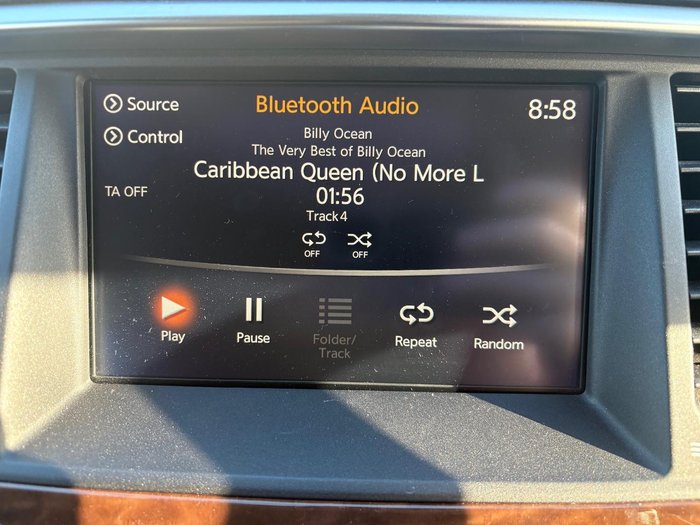 Source
Bluetooth Audio
8:58
Control
Billy Ocean
The Very Best of Billy Ocean
Caribbean Queen (No More L
TA OFF
01:56
Track4
OFF OFF
Play
Pause
Folder/
Track
Repeat
Random